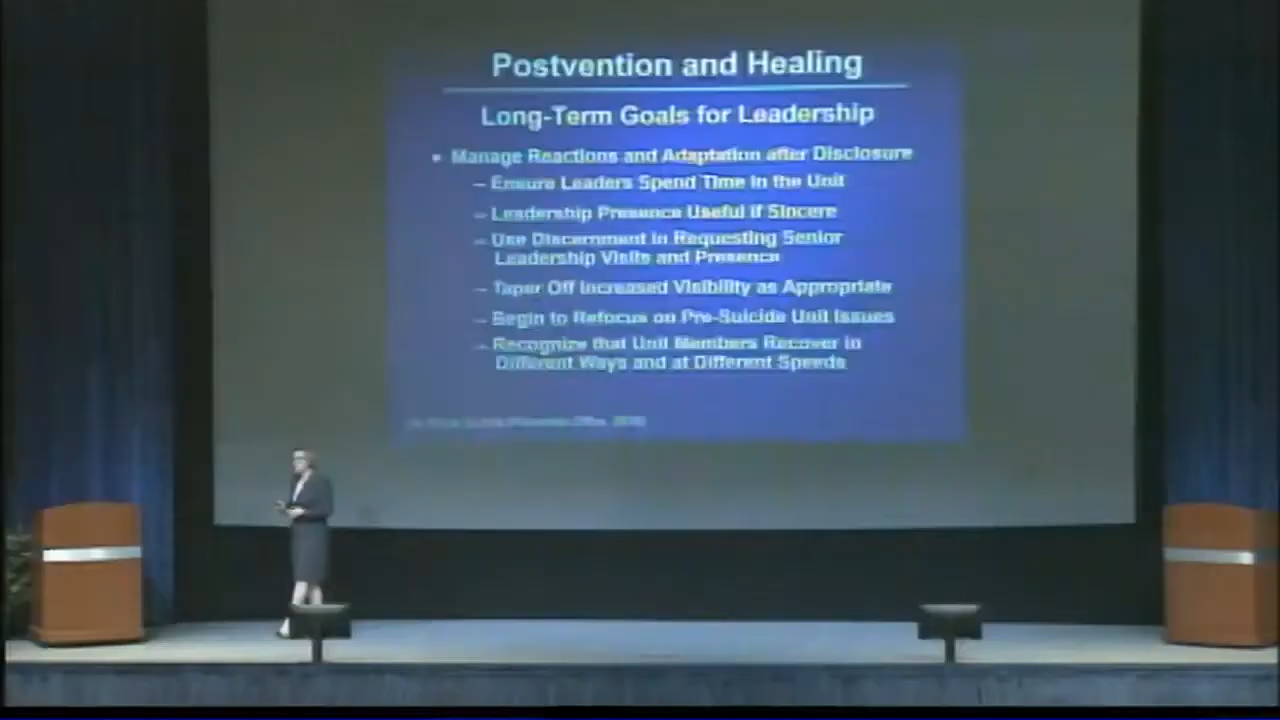 Postvention and Healing
Long-Term Goals for Leadership
• Manage Reactions and Adaptation after Disclosure
– Ensure Leaders Spend Time in the Unit
– Leadership Presence Useful if Sincere
– Use Discernment in Requesting Senior
Leadership Visits and Presence
– Taper Off Increased Visibility as Appropriate
– Begin to Refocus on Pre-Suicide Unit Issues
– Recognize that Unit Members Recover in
Different Ways and at Different Speeds